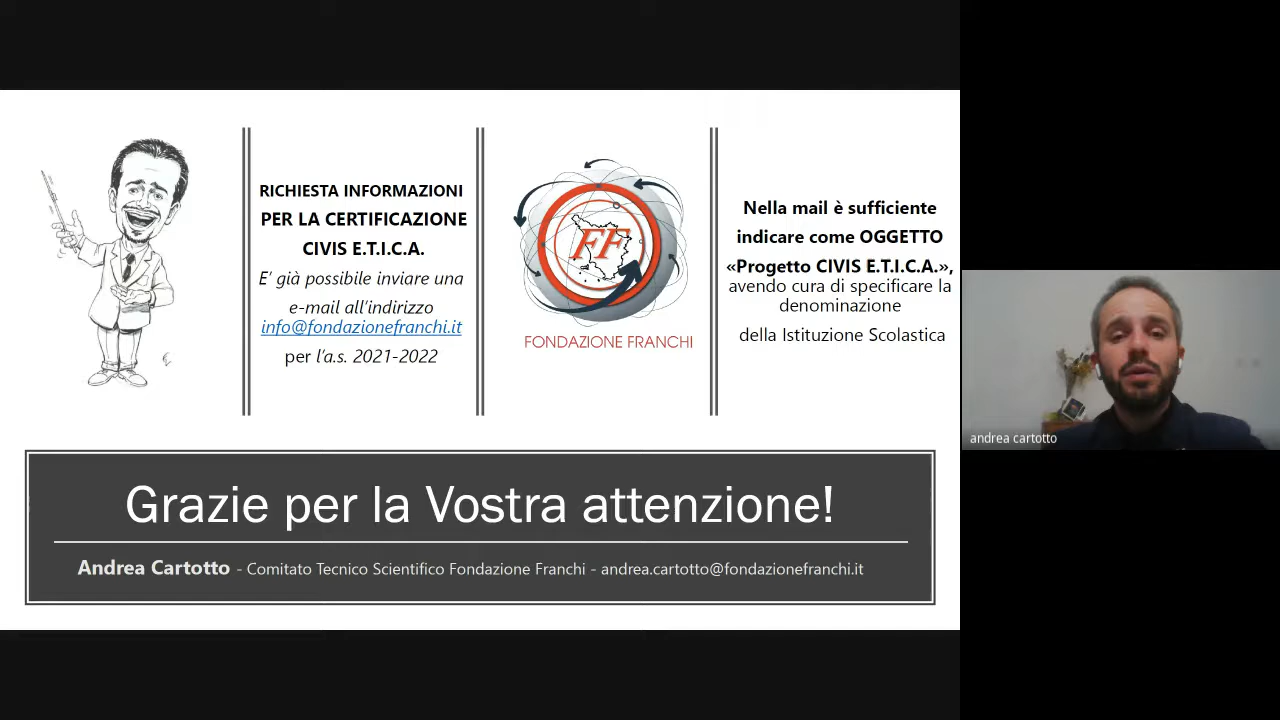 RICHIESTA INFORMAZIONI
PER LA CERTIFICAZIONE
CIVIS E.T.I.C.A.
E' già possibile inviare una
e-mail all'indirizzo
info@fondazionefranchi.it
per l'a.s. 2021-2022
FF
FONDAZIONE FRANCHI
Nella mail è sufficiente
indicare come OGGETTO
«Progetto CIVIS E.T.I.C.A.»,
avendo cura di specificare la
denominazione
della Istituzione Scolastica
andrea cartotto
Grazie per la Vostra attenzione!
Andrea Cartotto - Comitato Tecnico Scientifico Fondazione Franchi - andrea.cartotto@fondazionefranchi.it